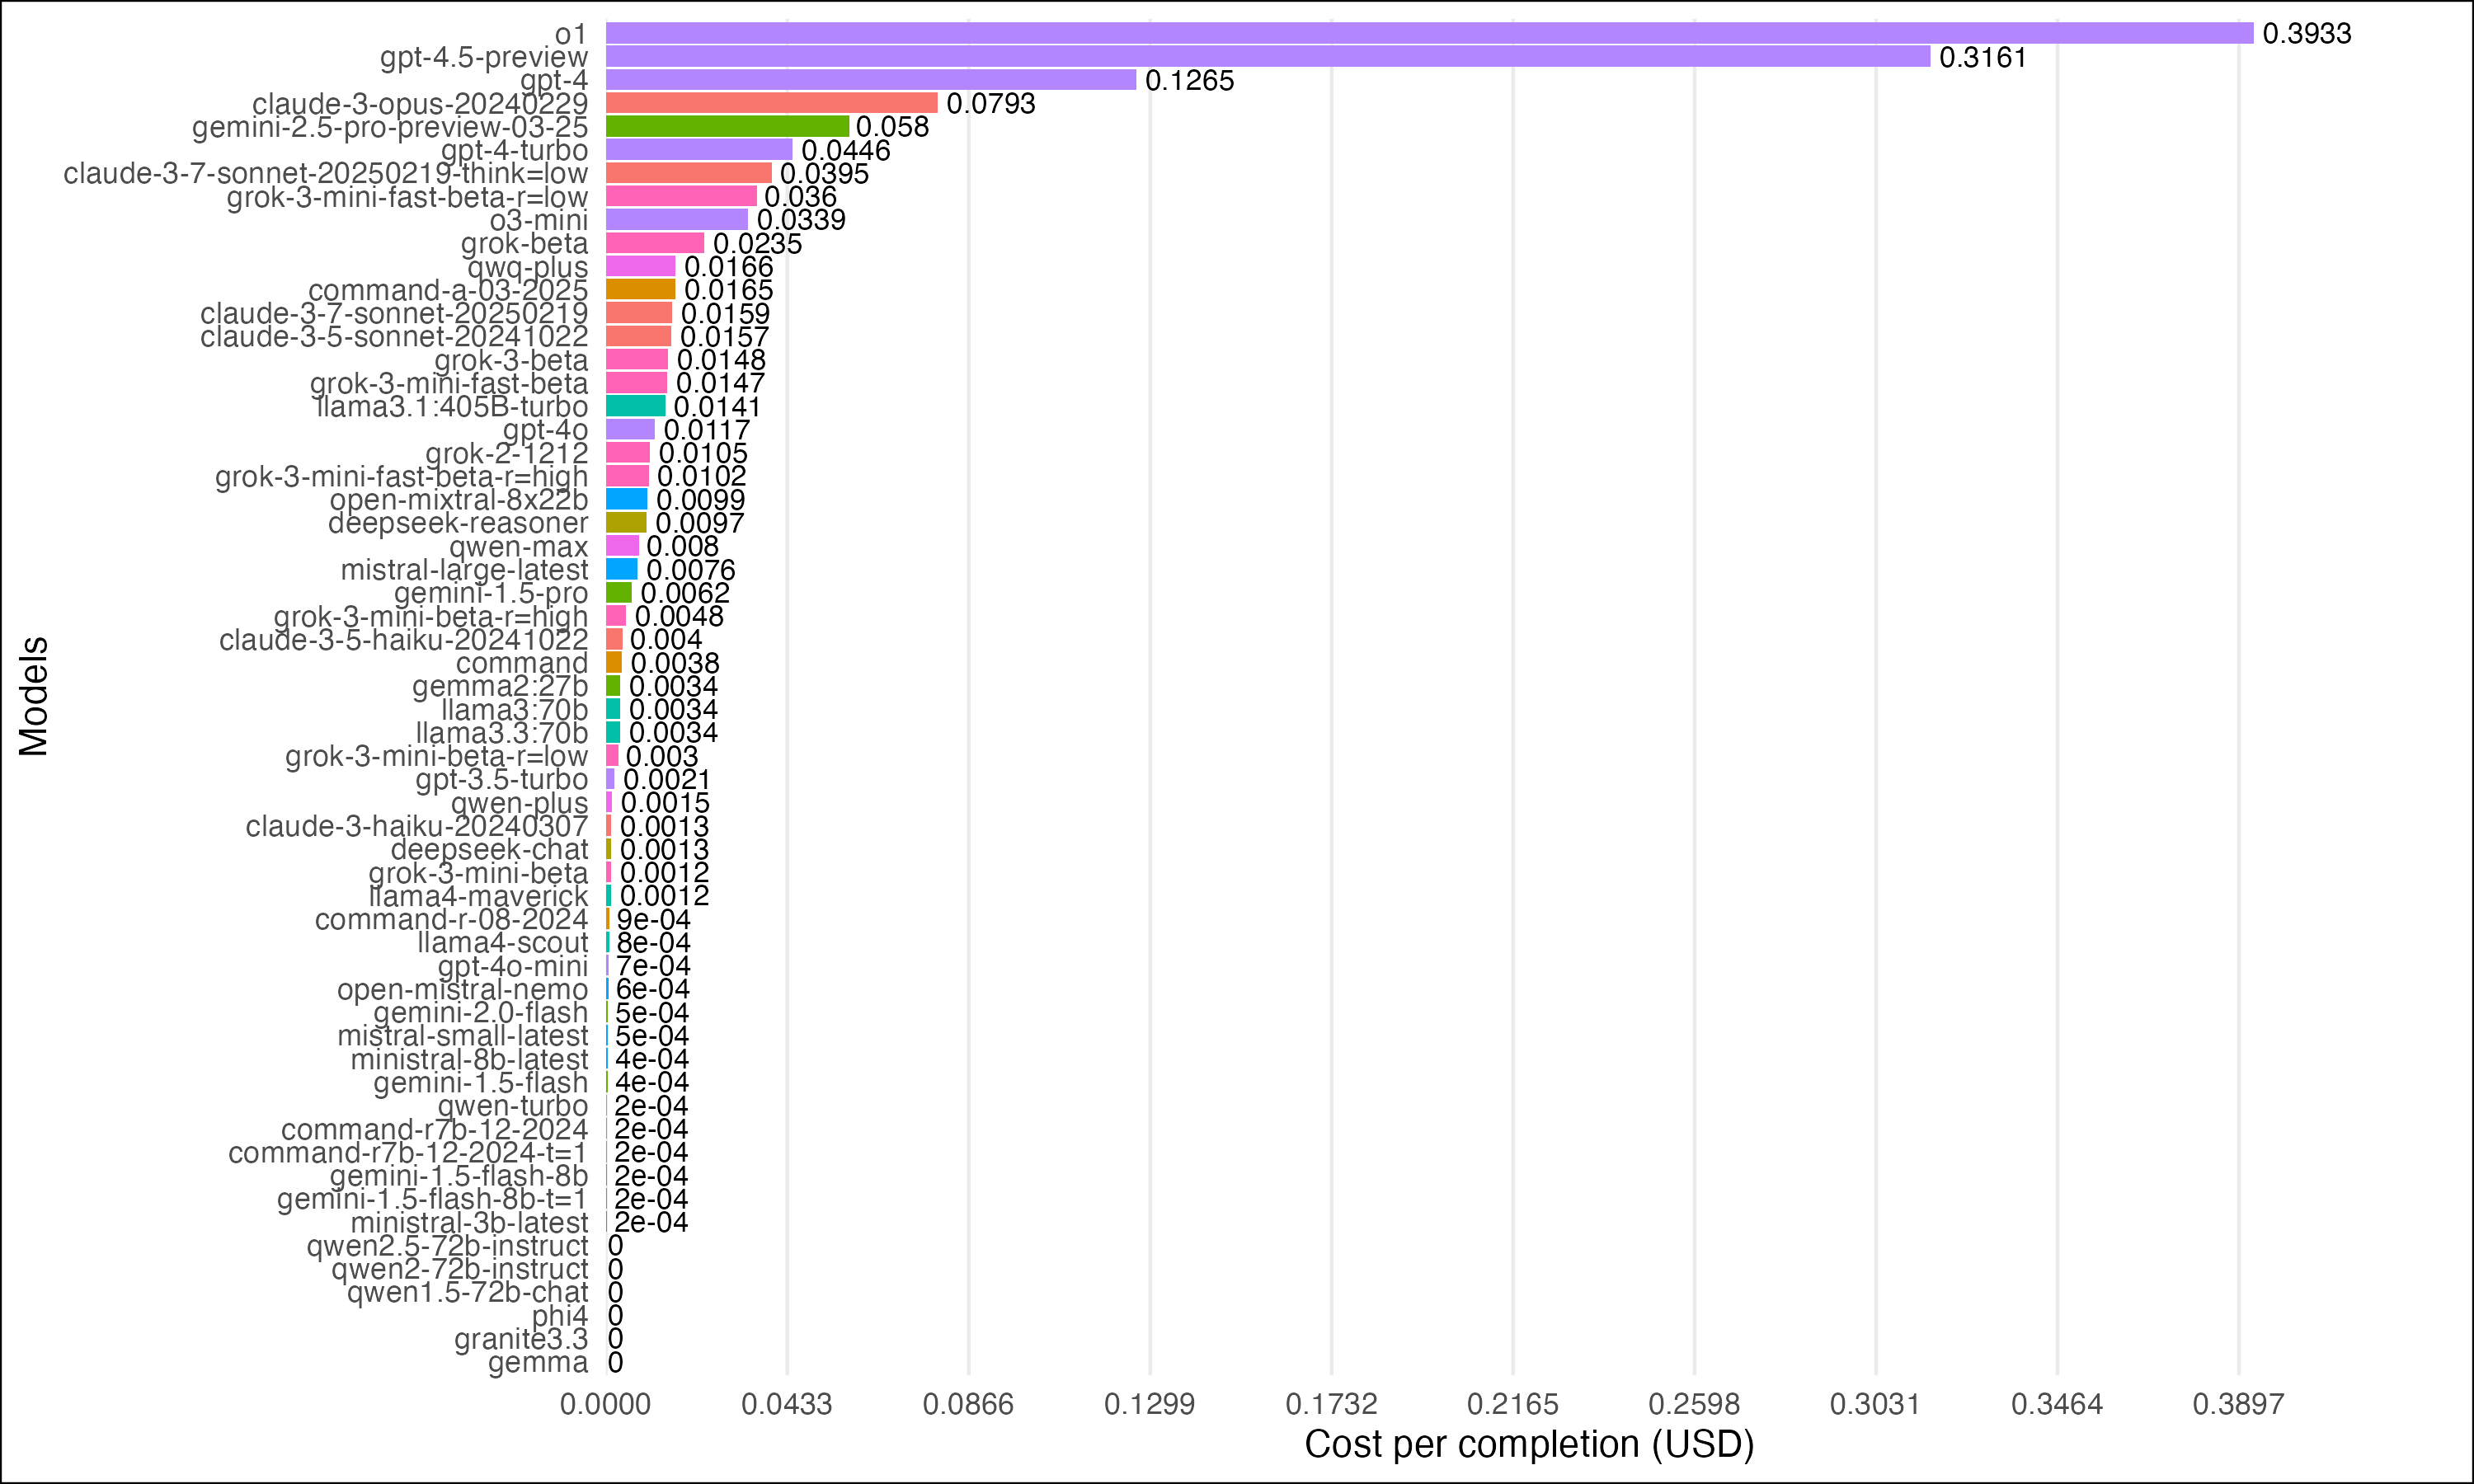 o1 0.3933
gpt-4.5-preview 0.3161
gpt-4 0.1265
claude-3-opus-20240229 0.0793
gemini-2.5-pro-preview-03-25 0.058
gpt-4-turbo 0.0446
claude-3-7-sonnet-20250219-think=low 0.0395
grok-3-mini-fast-beta-r=low 0.036
o3-mini 0.0339
grok-beta 0.0235
qwq-plus 0.0166
command-a-03-2025 0.0165
claude-3-7-sonnet-20250219 0.0159
claude-3-5-sonnet-20241022 0.0157
grok-3-beta 0.0148
grok-3-mini-fast-beta 0.0147
llama3.1:405B-turbo 0.0141
gpt-4o 0.0117
grok-2-1212 0.0105
grok-3-mini-fast-beta-r=high 0.0102
open-mixtral-8x22b 0.0099
deepseek-reasoner 0.0097
qwen-max 0.008
mistral-large-latest 0.0076
gemini-1.5-pro 0.0062
grok-3-mini-beta-r=high 0.0048
claude-3-5-haiku-20241022 0.004
command 0.0038
gemma2:27b 0.0034
llama3:70b 0.0034
llama3.3:70b 0.0034
grok-3-mini-beta-r=low 0.003
gpt-3.5-turbo 0.0021
qwen-plus 0.0015
claude-3-haiku-20240307 0.0013
deepseek-chat 0.0013
grok-3-mini-beta 0.0012
llama4-maverick 0.0012
command-r-08-2024 9e-04
llama4-scout 8e-04
gpt-4o-mini 7e-04
open-mistral-nemo 6e-04
gemini-2.0-flash 5e-04
mistral-small-latest 5e-04
ministral-8b-latest 4e-04
gemini-1.5-flash 4e-04
qwen-turbo 2e-04
command-r7b-12-2024 2e-04
command-r7b-12-2024-t=1 2e-04
gemini-1.5-flash-8b 2e-04
gemini-1.5-flash-8b-t=1 2e-04
ministral-3b-latest 2e-04
qwen2.5-72b-instruct 0
qwen2-72b-instruct 0
qwen1.5-72b-chat 0
phi4 0
granite3.3 0
gemma 0
Models
0.0000 0.0433 0.0866 0.1299 0.1732 0.2165 0.2598 0.3031 0.3464 0.3897
Cost per completion (USD)